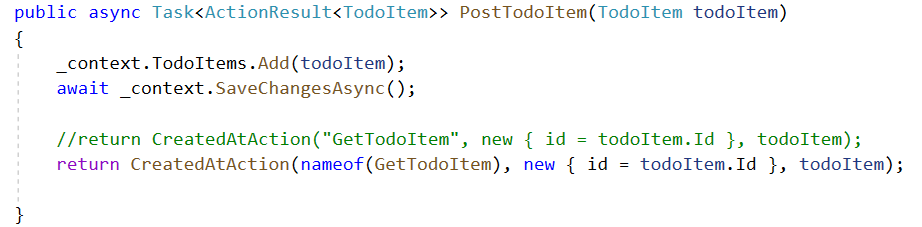 public async Task<ActionResult<TodoItem>> PostTodoItem(TodoItem todoItem)
{
_context.TodoItems.Add(todoItem);
await _context.SaveChangesAsync();
//return CreatedAtAction("GetTodoItem", new { id = todoItem.Id }, todoItem);
return CreatedAtAction(nameof(GetTodoItem), new { id = todoItem.Id }, todoItem);
}